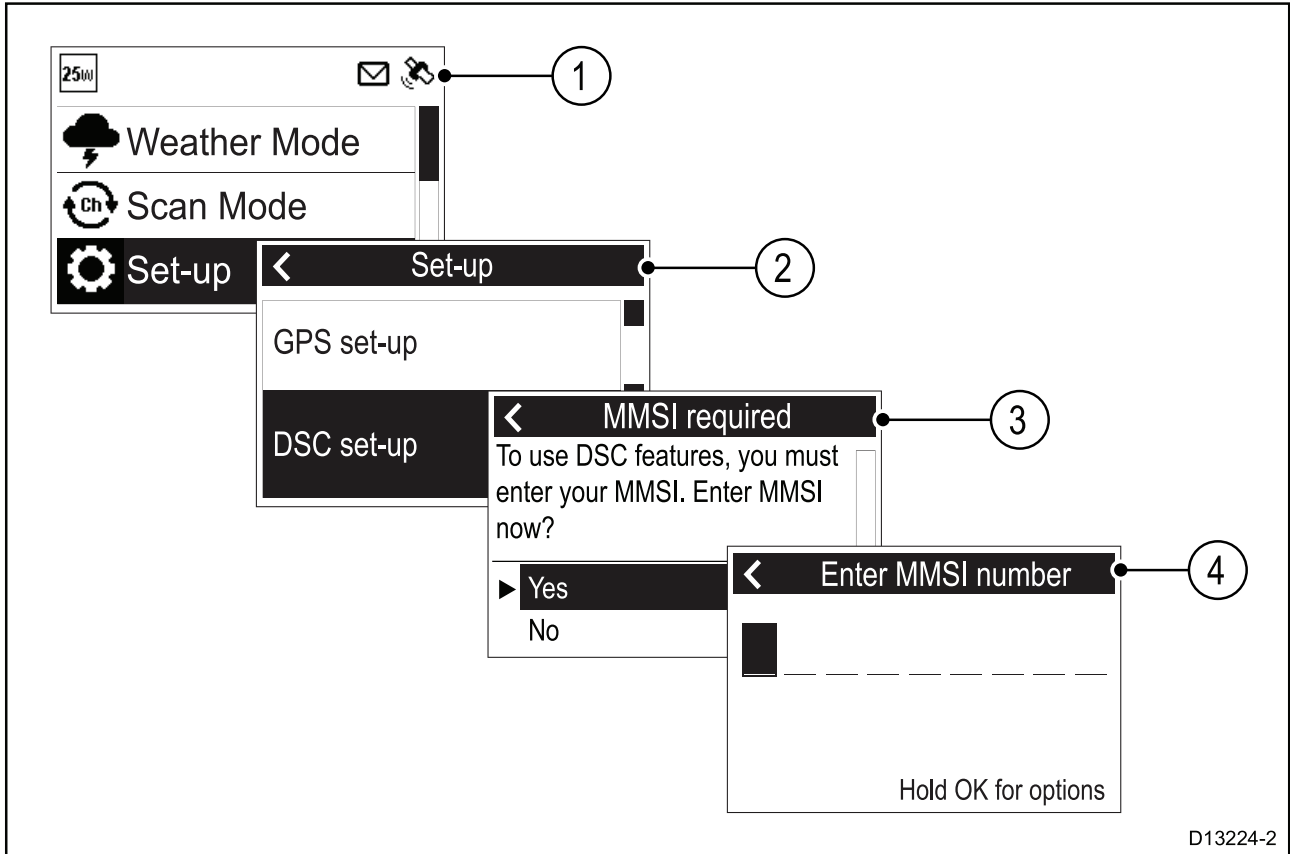 25W
1
Weather Mode
Ch
Scan Mode
Set-up
Set-up
2
GPS set-up
DSC set-up
MMSI required
3
To use DSC features, you must
enter your MMSI. Enter MMSI
now?
Yes
No
Enter MMSI number
4
Hold OK for options
D13224-2